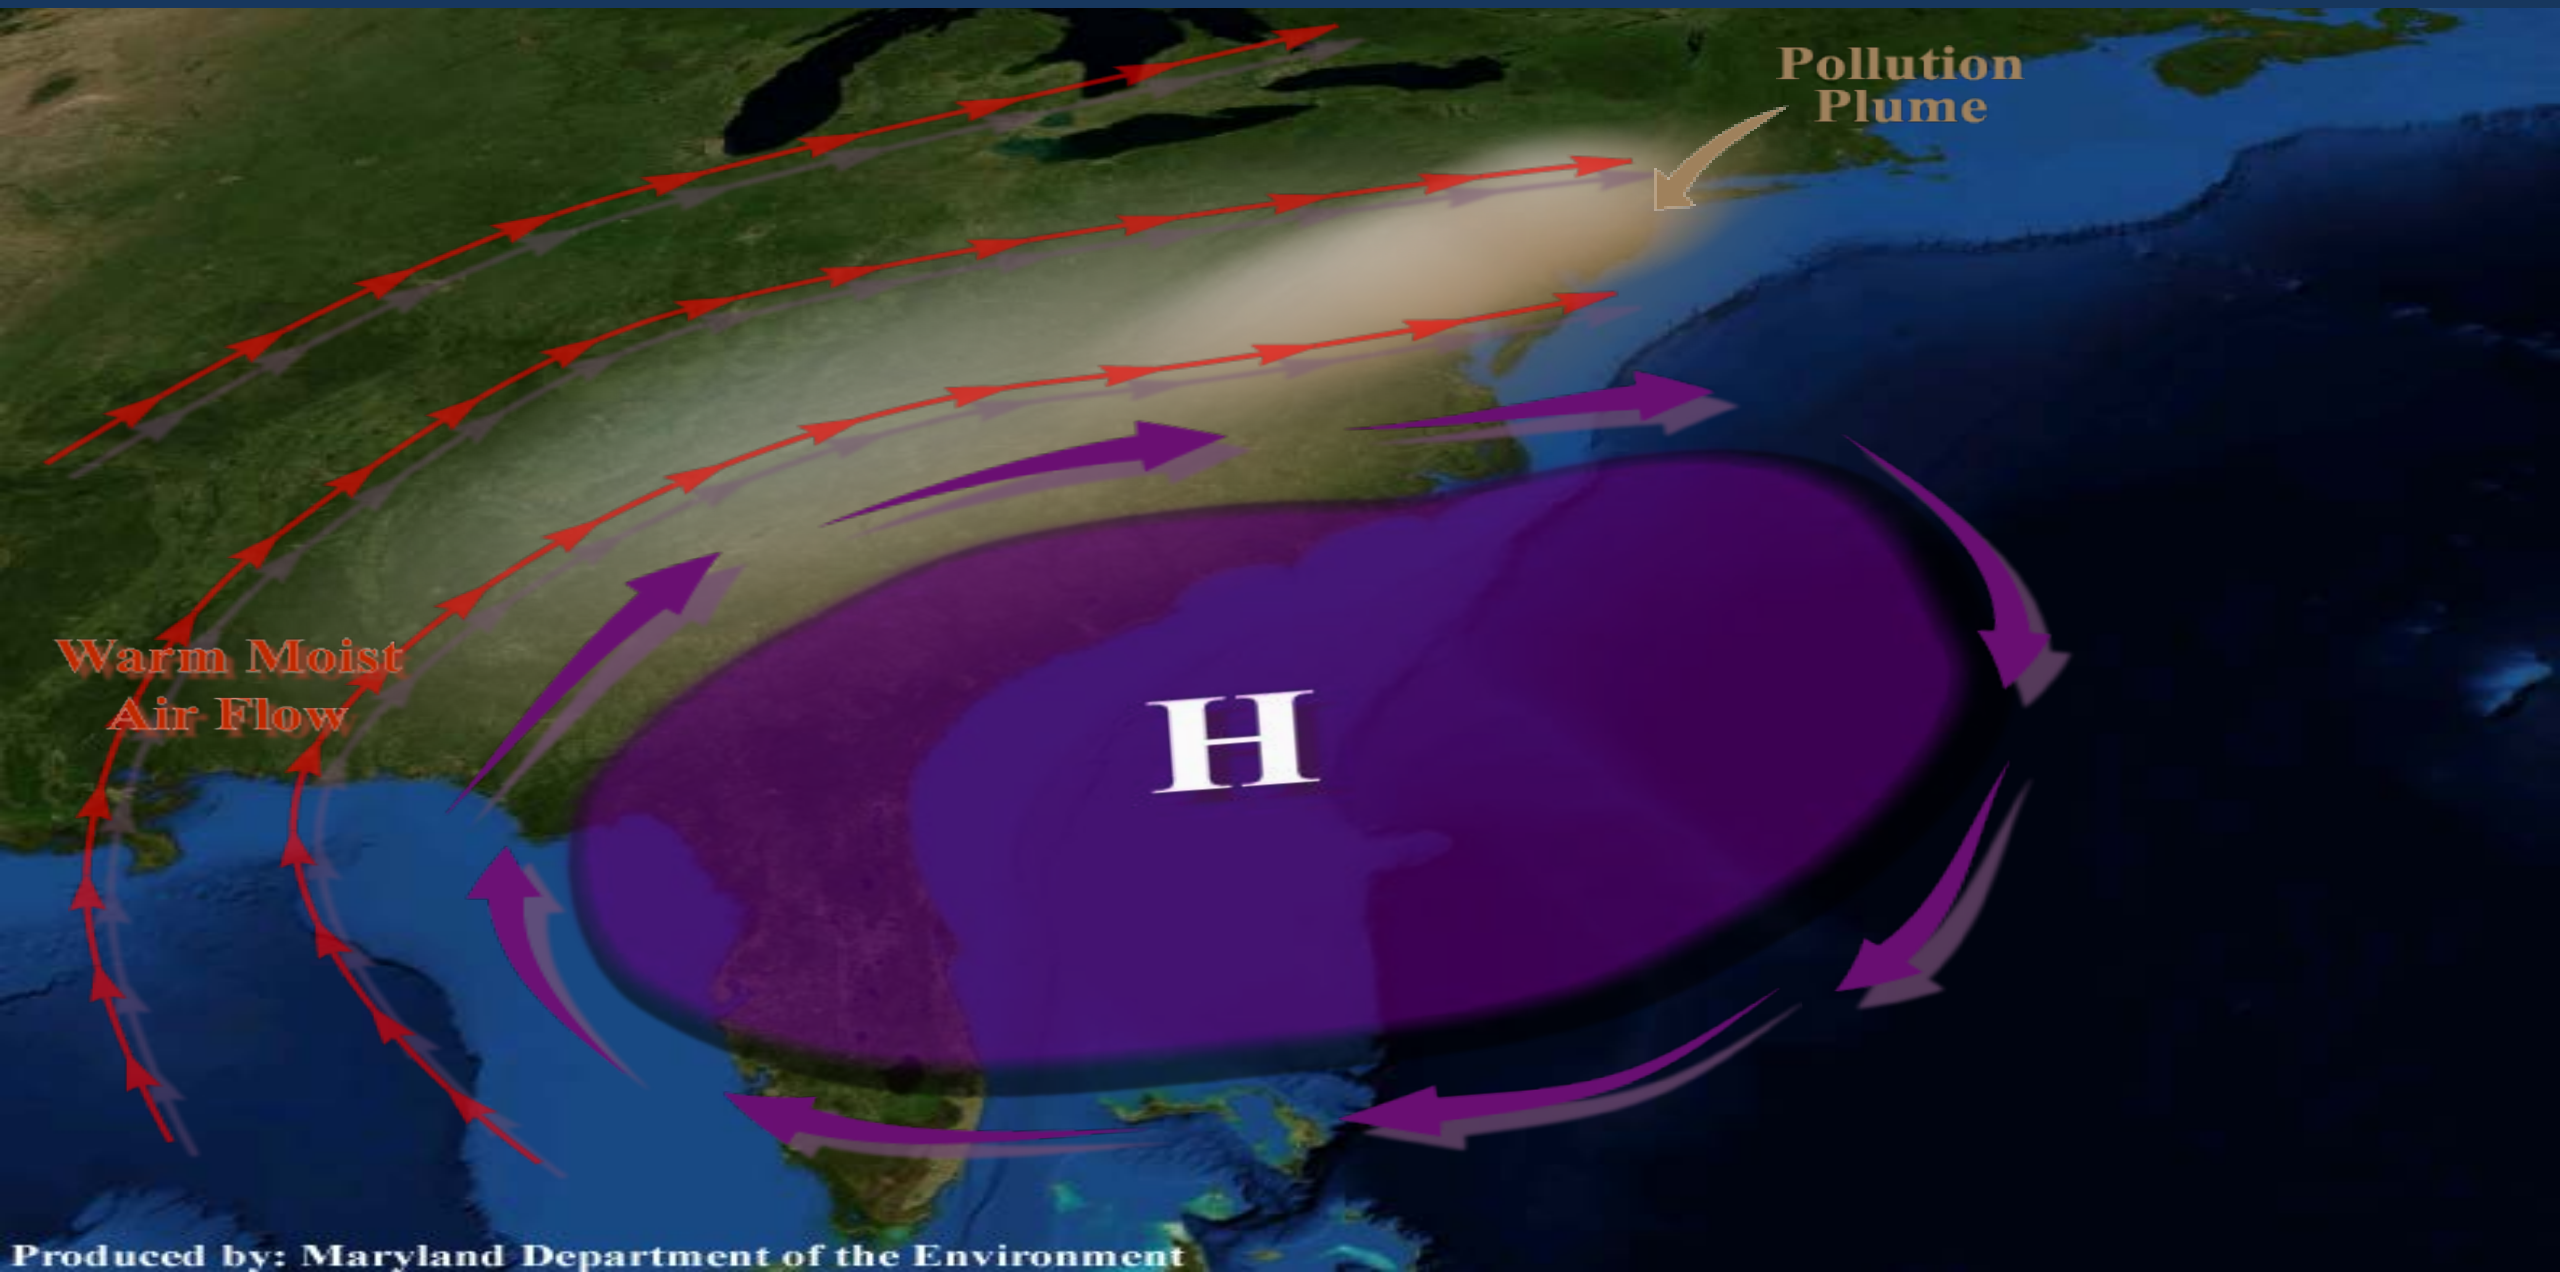 Pollution
Plume
Warm Moist
Air Flow
H
Produced by: Maryland Department of the Environment